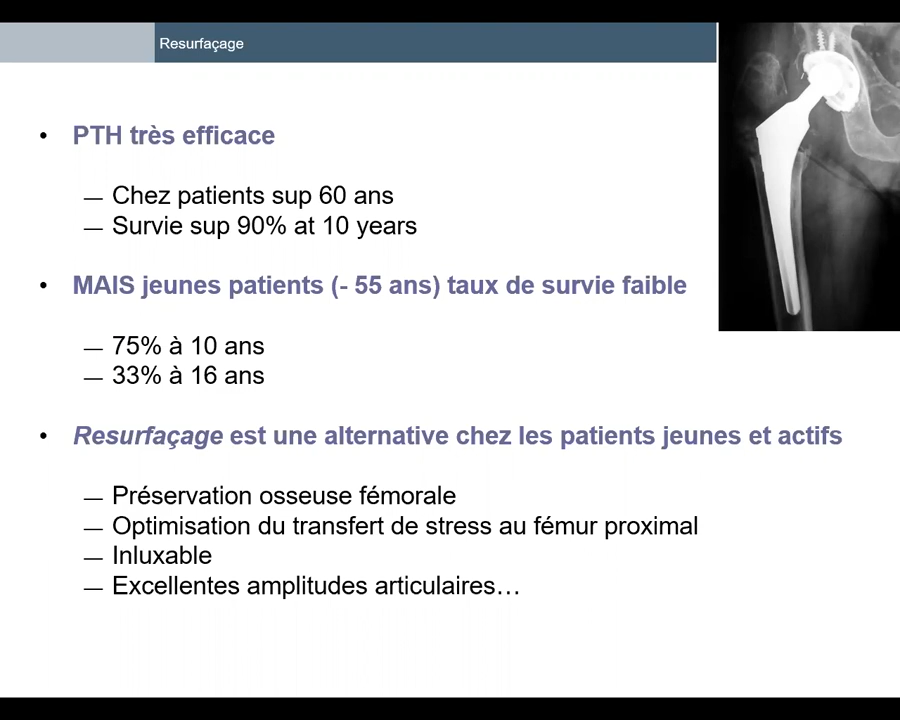 Resurfaçage
• PTH très efficace
— Chez patients sup 60 ans
— Survie sup 90% at 10 years
• MAIS jeunes patients (- 55 ans) taux de survie faible
— 75% à 10 ans
— 33% à 16 ans
• Resurfaçage est une alternative chez les patients jeunes et actifs
— Préservation osseuse fémorale
— Optimisation du transfert de stress au fémur proximal
— Inluxable
— Excellentes amplitudes articulaires…